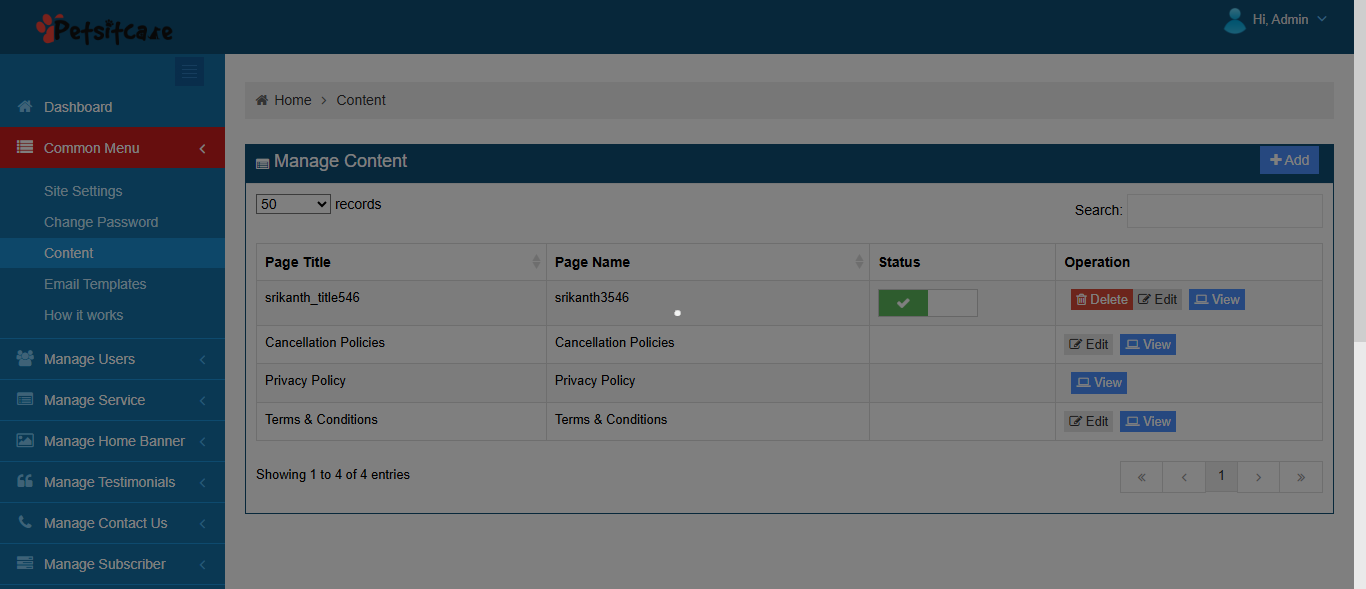 Petsitcare
Hi, Admin
Dashboard
Common Menu
Site Settings
Change Password
Content
Email Templates
How it works
Manage Users
Manage Service
Manage Home Banner
Manage Testimonials
Manage Contact Us
Manage Subscriber
Home > Content
Manage Content
Add
50 records
Search:
Page Title Page Name Status Operation
srikanth_title546 srikanth3546 Delete Edit View
Cancellation Policies Cancellation Policies Edit View
Privacy Policy Privacy Policy View
Terms & Conditions Terms & Conditions Edit View
Showing 1 to 4 of 4 entries
« ‹ 1 › »